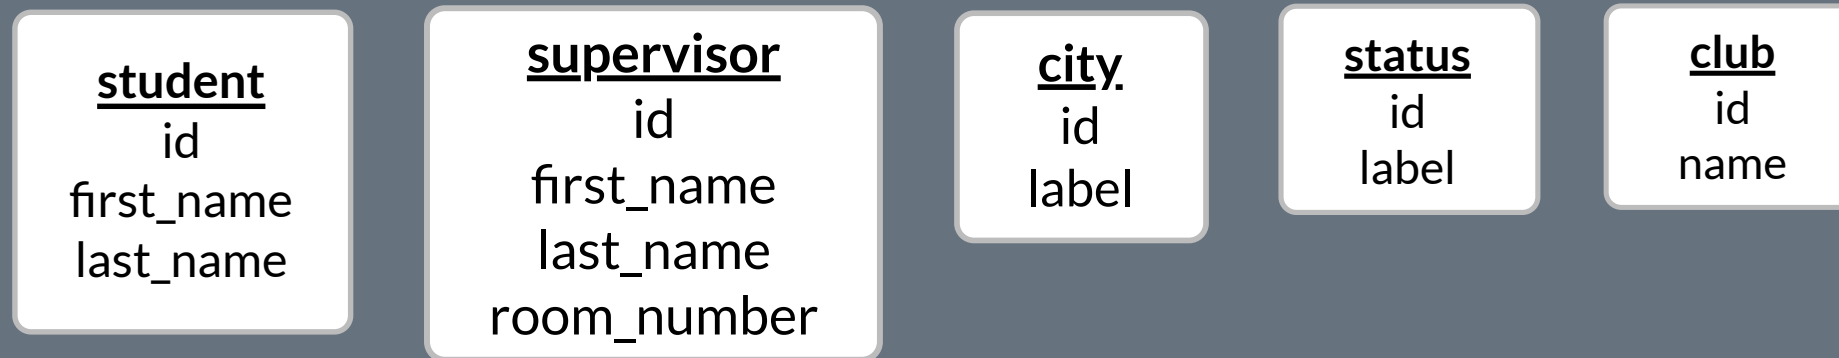 student
id
first_name
last_name
supervisor
id
first_name
last_name
room_number
city
id
label
status
id
label
club
id
name